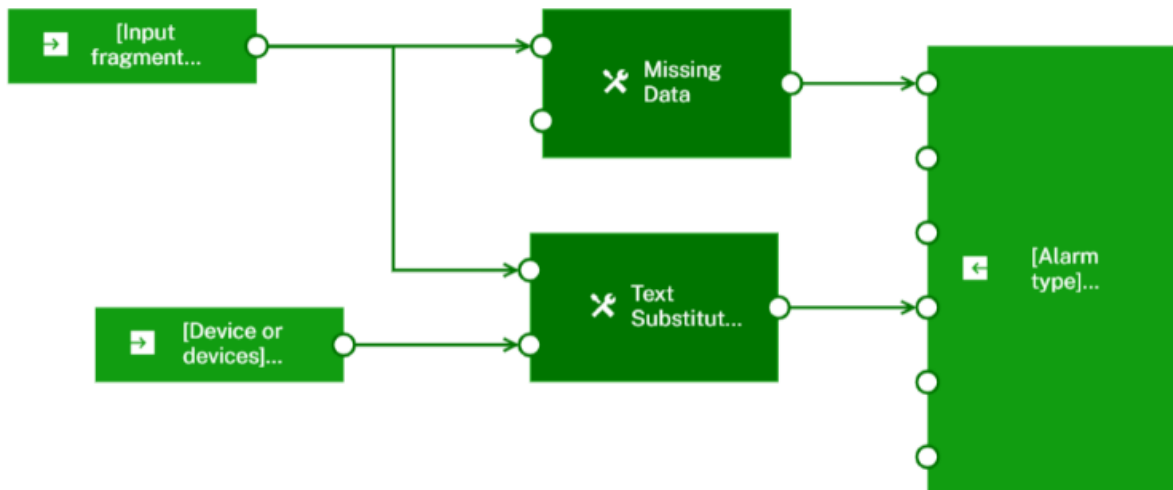 [Input
fragment...
Missing
Data
[Alarm
type]...
Text
Substitut...
[Device or
devices]...